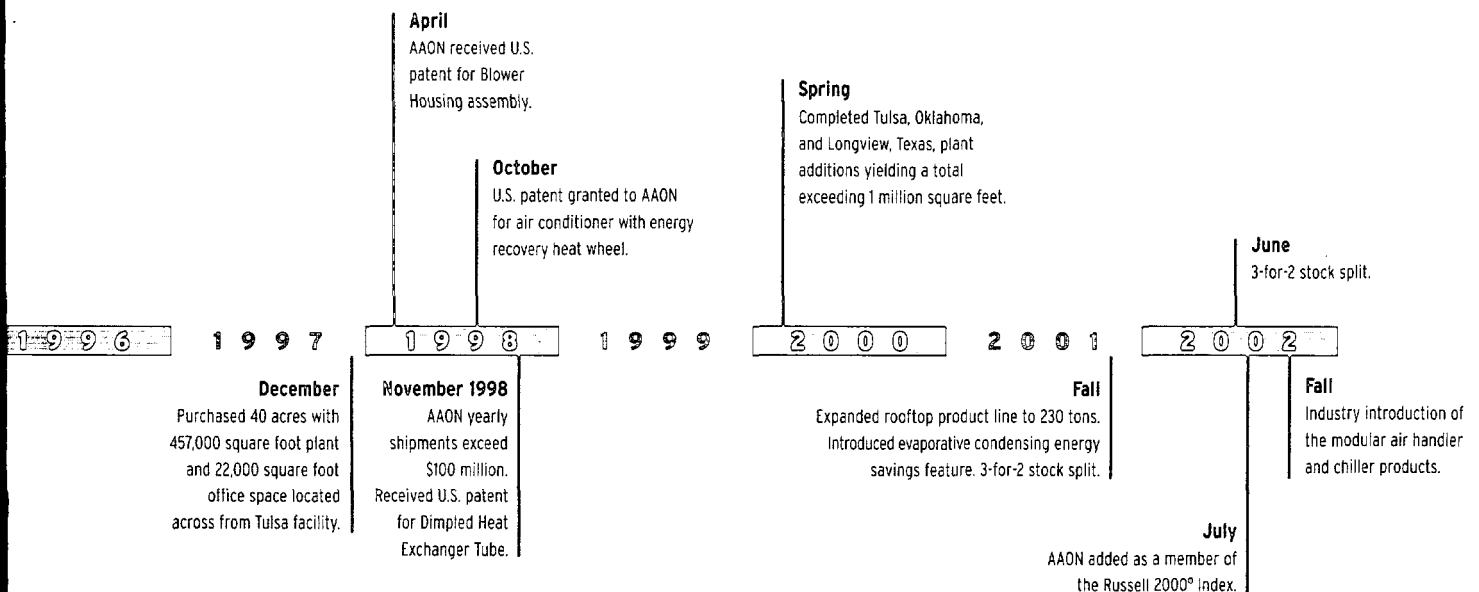 April
AAON received U.S.
patent for Blower
Housing assembly.
October
U.S. patent granted to AAON
for air conditioner with energy
recovery heat wheel.
Spring
Completed Tulsa, Oklahoma,
and Longview, Texas, plant
additions yielding a total
exceeding 1 million square feet.
June
3-for-2 stock split.
1996 1997 1998 1999 2000 2001 2002
December
Purchased 40 acres with
457,000 square foot plant
and 22,000 square foot
office space located
across from Tulsa facility.
November 1998
AAON yearly
shipments exceed
$100 million.
Received U.S. patent
for Dimpled Heat
Exchanger Tube.
Fall
Expanded rooftop product line to 230 tons.
Introduced evaporative condensing energy
savings feature. 3-for-2 stock split.
July
AAON added as a member of
the Russell 2000® Index.
Fall
Industry introduction of
the modular air handler
and chiller products.